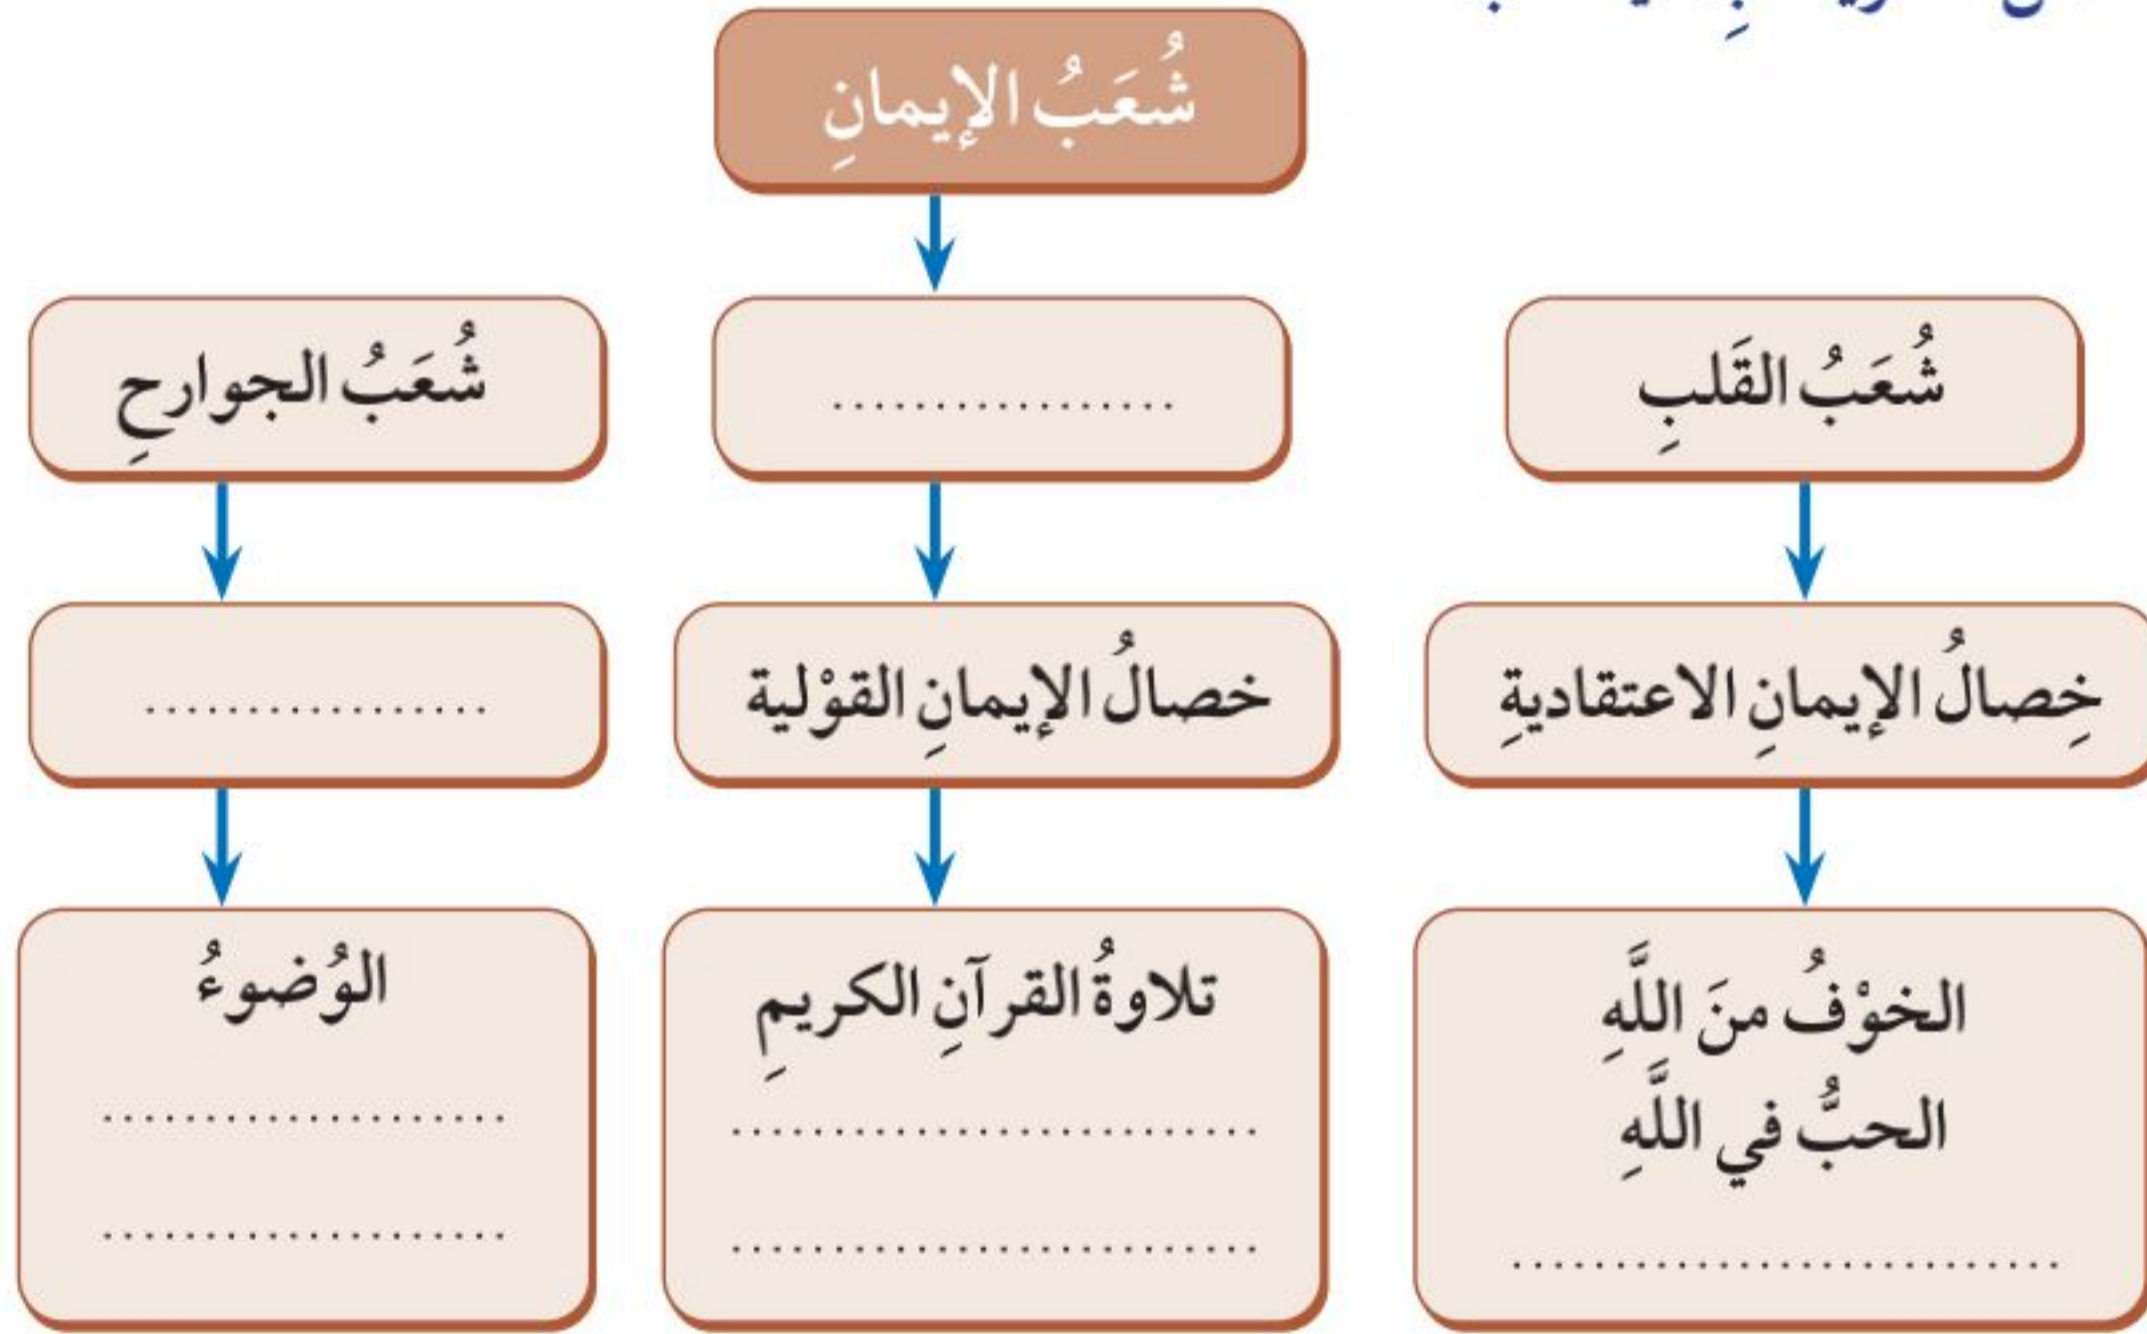 شُعَبُ الإيمانِ
شُعَبُ القَلبِ
.................
شُعَبُ الجوارحِ
خِصالُ الإيمانِ الاعتقاديةِ
خصالُ الإيمانِ القوْلية
.................
الخوْفُ منَ اللَّهِ
الحبُّ في اللَّهِ
...........................
تلاوةُ القرآنِ الكريمِ
..........................
..........................
الوُضوءُ
....................
....................